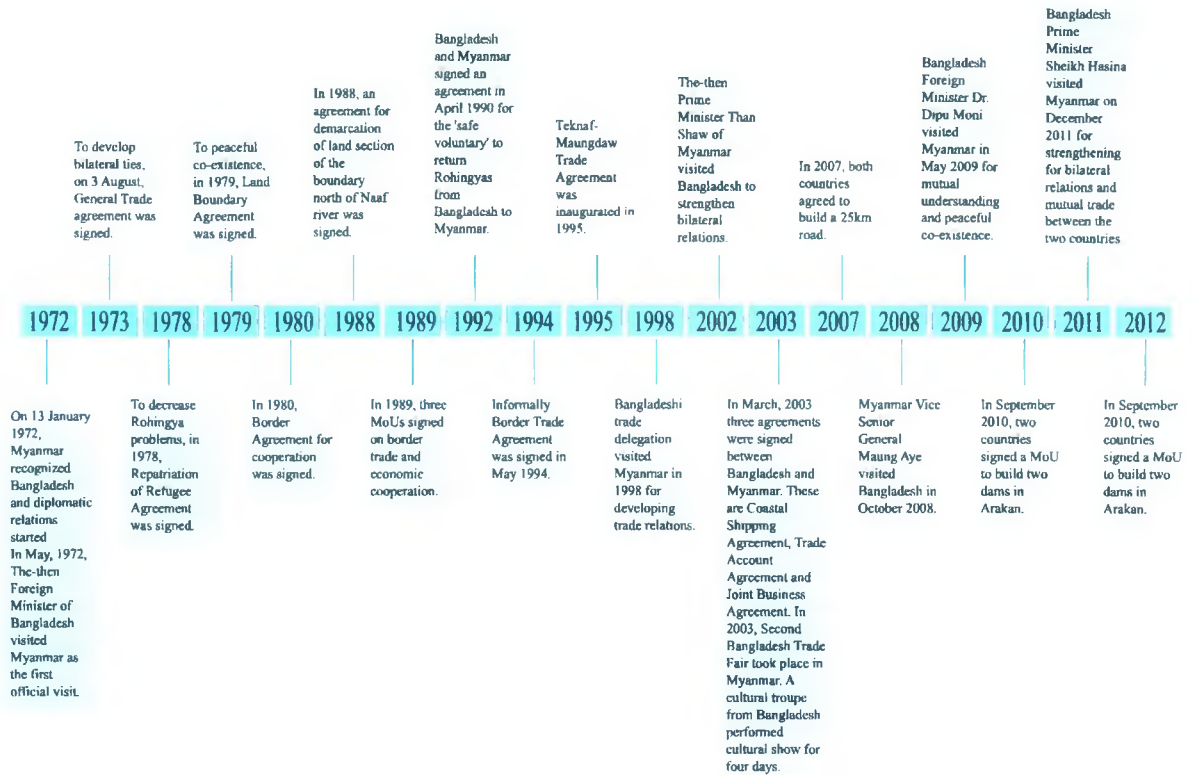 To develop
bilateral ties,
on 3 August,
General Trade
agreement was
signed.
To peaceful
co-existence,
in 1979, Land
Boundary
Agreement
was signed.
In 1988, an
agreement for
demarcation
of land section
of the
boundary
north of Naaf
river was
signed.
Bangladesh
and Myanmar
signed an
agreement in
April 1990 for
the 'safe
voluntary' to
return
Rohingyas
from
Bangladesh to
Myanmar.
Teknaf-
Maungdaw
Trade
Agreement
was
inaugurated in
1995.
The-then
Prime
Minister Than
Shaw of
Myanmar
visited
Bangladesh to
strengthen
bilateral
relations.
In 2007, both
countries
agreed to
build a 25km
road.
Bangladesh
Foreign
Minister Dr.
Dipu Moni
visited
Myanmar in
May 2009 for
mutual
understanding
and peaceful
co-existence.
Bangladesh
Prime
Minister
Sheikh Hasina
visited
Myanmar on
December
2011 for
strengthening
for bilateral
relations and
mutual trade
between the
two countries
1972 1973 1978 1979 1980 1988 1989 1992 1994 1995 1998 2002 2003 2007 2008 2009 2010 2011 2012
On 13 January
1972,
Myanmar
recognized
Bangladesh
and diplomatic
relations
started
In May, 1972,
The-then
Foreign
Minister of
Bangladesh
visited
Myanmar as
the first
official visit.
To decrease
Rohingya
problems, in
1978,
Repatriation
of Refugee
Agreement
was signed.
In 1980,
Border
Agreement for
cooperation
was signed.
In 1989, three
MoUs signed
on border
trade and
economic
cooperation.
Informally
Border Trade
Agreement
was signed in
May 1994.
Bangladeshi
trade
delegation
visited
Myanmar in
1998 for
developing
trade relations.
In March, 2003
three agreements
were signed
between
Bangladesh and
Myanmar. These
are Coastal
Shipping
Agreement, Trade
Account
Agreement and
Joint Business
Agreement. In
2003, Second
Bangladesh Trade
Fair took place in
Myanmar. A
cultural troupe
from Bangladesh
performed
cultural show for
four days.
Myanmar Vice
Senior
General
Maung Aye
visited
Bangladesh in
October 2008.
In September
2010, two
countries
signed a MoU
to build two
dams in
Arakan.
In September
2010, two
countries
signed a MoU
to build two
dams in
Arakan.